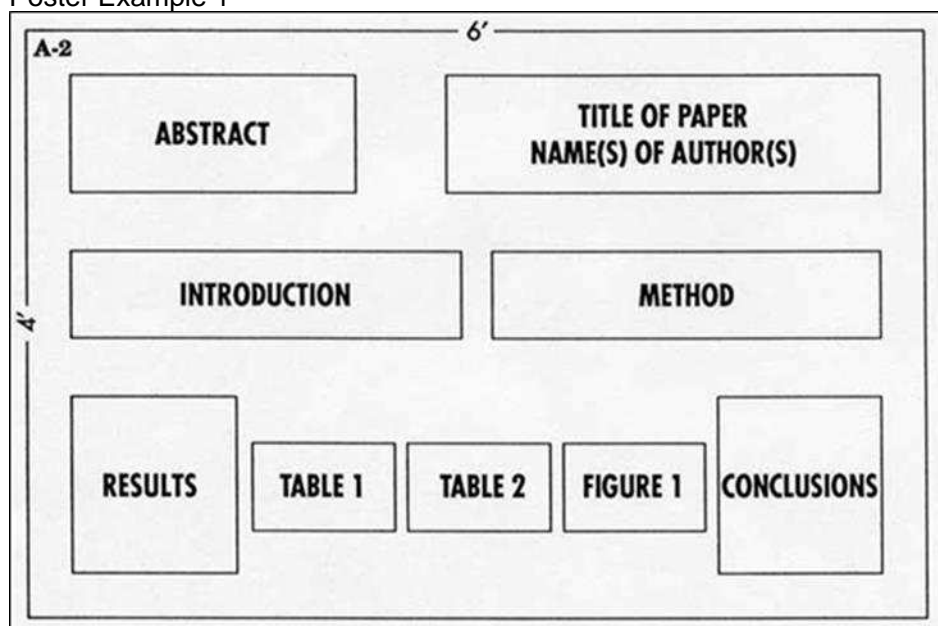 Poster Example 1
6'
A-2
ABSTRACT
TITLE OF PAPER
NAME(S) OF AUTHOR(S)
INTRODUCTION
METHOD
4'
RESULTS
TABLE 1
TABLE 2
FIGURE 1
CONCLUSIONS